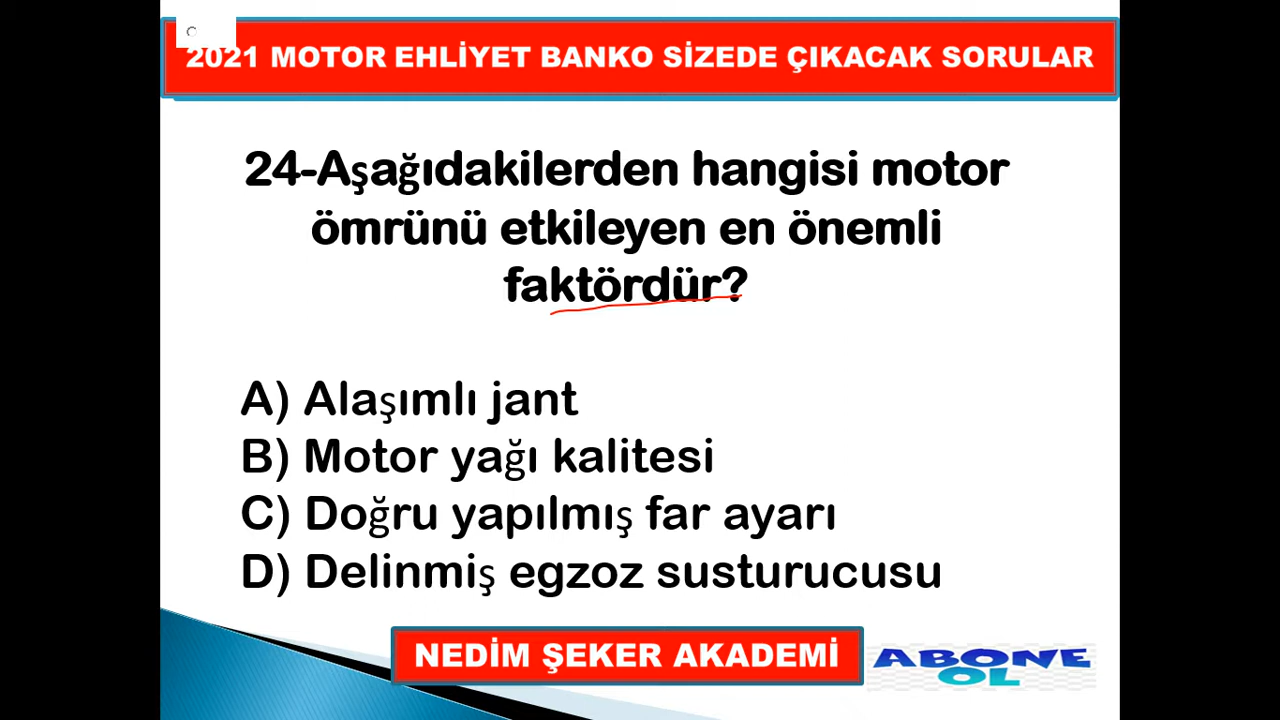 2021 MOTOR EHLİYET BANKO SİZEDE ÇIKACAK SORULAR
24-Aşağıdakilerden hangisi motor
ömrünü etkileyen en önemli
faktördür?
A) Alaşımlı jant
B) Motor yağı kalitesi
C) Doğru yapılmış far ayarı
D) Delinmiş egzoz susturucusu
NEDİM ŞEKER AKADEMİ
ABONE
OL